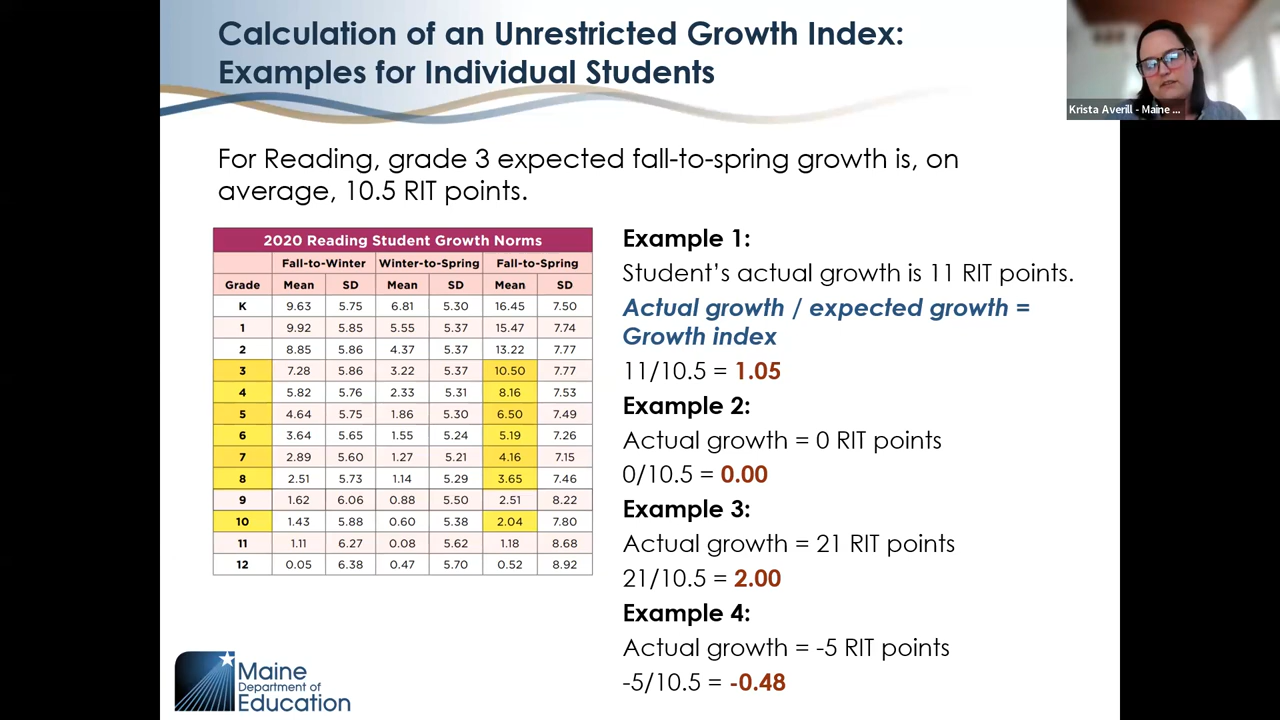 Calculation of an Unrestricted Growth Index:
Examples for Individual Students
Krista Averill - Maine ...
For Reading, grade 3 expected fall-to-spring growth is, on
average, 10.5 RIT points.
2020 Reading Student Growth Norms
Fall-to-Winter Winter-to-Spring Fall-to-Spring
Grade Mean SD Mean SD Mean SD
K 9.63 5.75 6.81 5.30 16.45 7.50
1 9.92 5.85 5.55 5.37 15.47 7.74
2 8.85 5.86 4.37 5.37 13.22 7.77
3 7.28 5.86 3.22 5.37 10.50 7.77
4 5.82 5.76 2.33 5.31 8.16 7.53
5 4.64 5.75 1.86 5.30 6.50 7.49
6 3.64 5.65 1.55 5.24 5.19 7.26
7 2.89 5.60 1.27 5.21 4.16 7.15
8 2.51 5.73 1.14 5.29 3.65 7.46
9 1.62 6.06 0.88 5.50 2.51 8.22
10 1.43 5.88 0.60 5.38 2.04 7.80
11 1.11 6.27 0.08 5.62 1.18 8.68
12 0.05 6.38 0.47 5.70 0.52 8.92
Example 1:
Student's actual growth is 11 RIT points.
Actual growth / expected growth =
Growth index
11/10.5 = 1.05
Example 2:
Actual growth = 0 RIT points
0/10.5 = 0.00
Example 3:
Actual growth = 21 RIT points
21/10.5 = 2.00
Example 4:
Actual growth = -5 RIT points
-5/10.5 = -0.48
Maine
Department of
Education